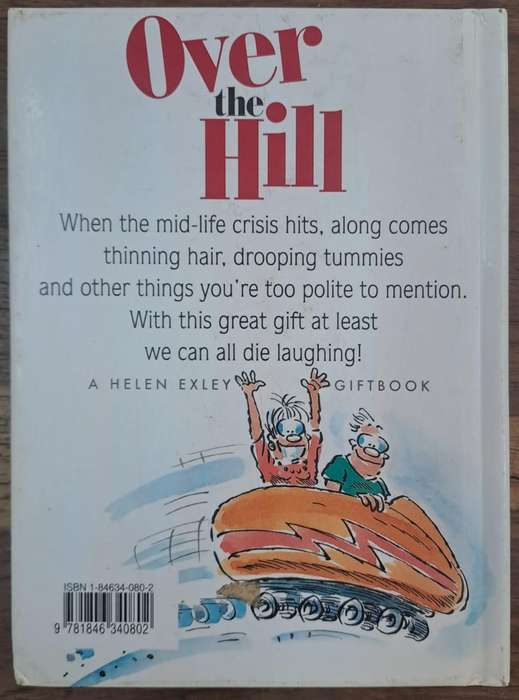 Over
the
Hill
When the mid-life crisis hits, along comes
thinning hair, drooping tummies
and other things you're too polite to mention.
With this great gift at least
we can all die laughing!
A HELEN EXLEY GIFTBOOK
ISBN 1-84634-080-2
9 781846 340802